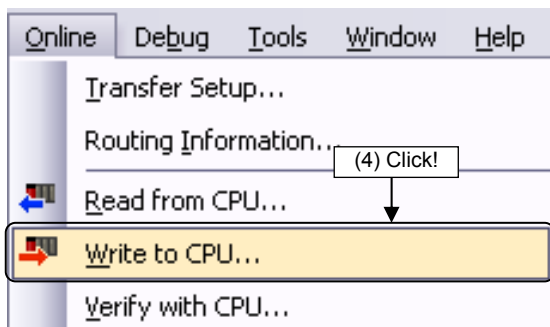 Online Debug Tools Window Help
Transfer Setup...
Routing Information...
(4) Click!
Read from CPU...
Write to CPU...
Verify with CPU...